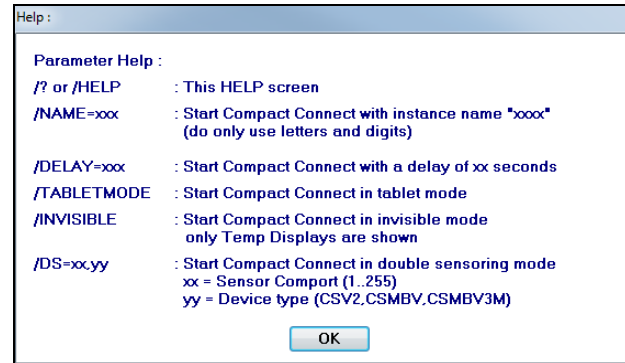 Help :
Parameter Help :
/? or /HELP : This HELP screen
/NAME=xxx : Start Compact Connect with instance name "xxxx"
(do only use letters and digits)
/DELAY=xxx : Start Compact Connect with a delay of xx seconds
/TABLETMODE : Start Compact Connect in tablet mode
/INVISIBLE : Start Compact Connect in invisible mode
only Temp Displays are shown
/DS=xx,yy : Start Compact Connect in double sensoring mode
xx = Sensor Comport (1..255)
yy = Device type (CSV2,CSMBV,CSMBV3M)
OK